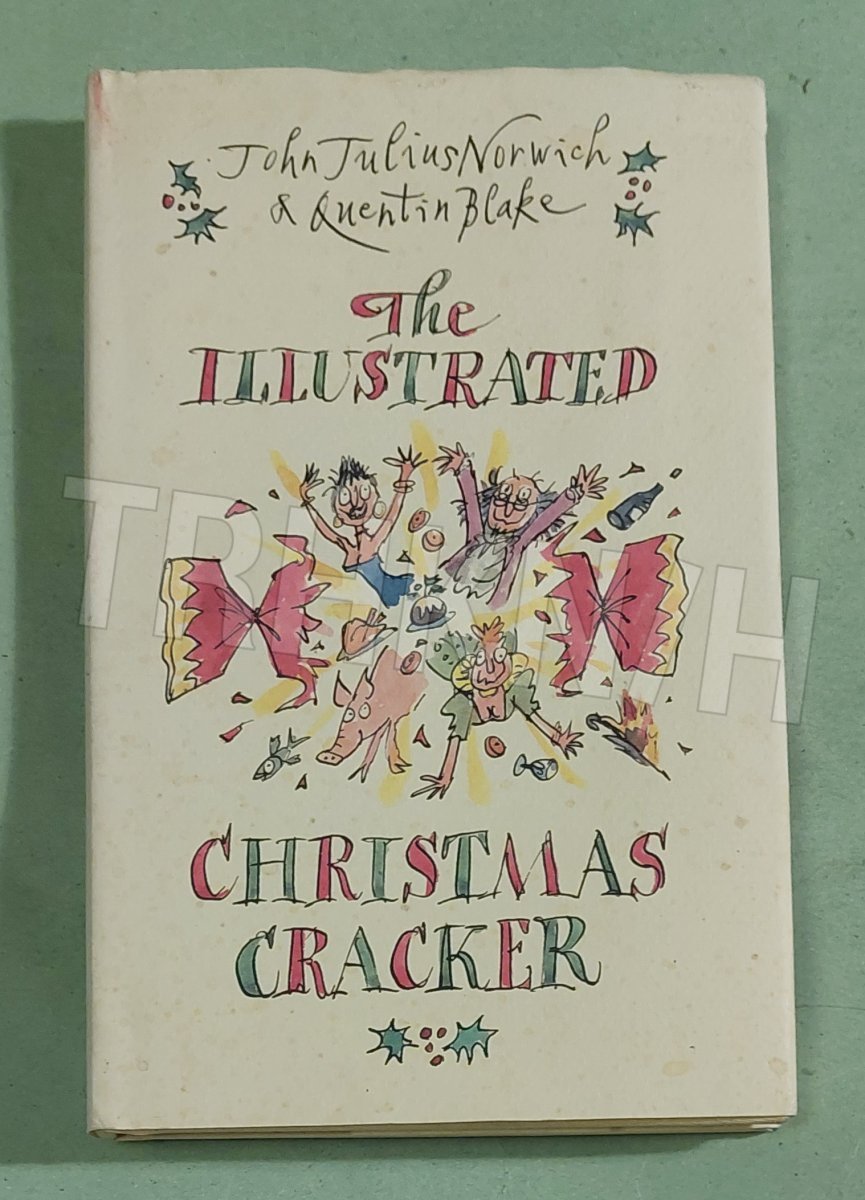 John Julius Norwich
& Quentin Blake
The
ILLUSTRATED
CHRISTMAS
CRACKER